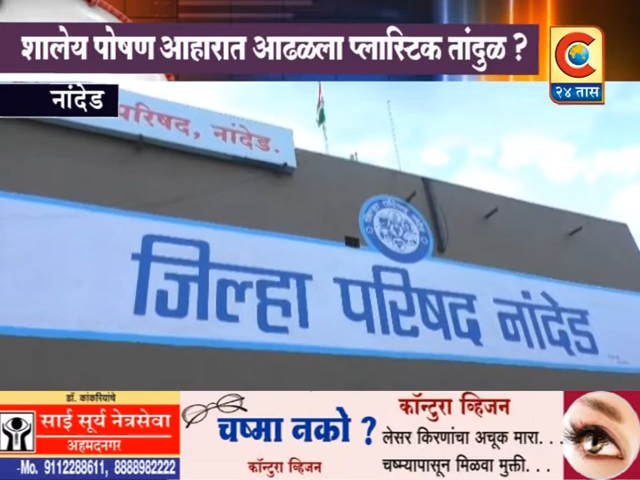 शालेय पोषण आहारात आढळला प्लास्टिक तांदुळ ?
C
२४ तास
नांदेड
परिषद, नांदेड.
जिल्हा परिषद नांदेड
डॉ. कांकरियांचे
साई सूर्य नेत्रसेवा
अहमदनगर
-Mo. 9112288611, 8888982222
चष्मा नको ?
कॉन्टुरा व्हिजन
कॉन्टुरा व्हिजन
लेसर किरणांचा अचूक मारा. . .
चष्म्यापासून मिळवा मुक्ती. . .